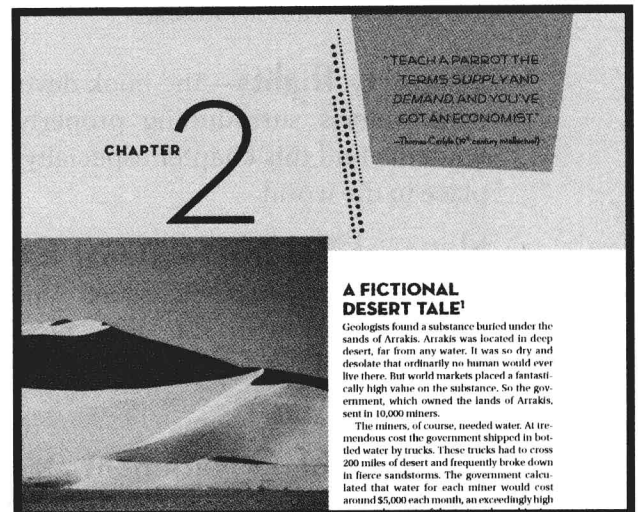 CHAPTER
2
"TEACH A PARROT THE
TERMS SUPPLY AND
DEMAND AND YOU'VE
GOT AN ECONOMIST."
—Thomas Carlyle (19th century intellectual)
A FICTIONAL
DESERT TALE¹
Geologists found a substance buried under the
sands of Arrakis. Arrakis was located in deep
desert, far from any water. It was so dry and
desolate that ordinarily no human would ever
live there. But world markets placed a fantasti-
cally high value on the substance. So the gov-
ernment, which owned the lands of Arrakis,
sent in 10,000 miners.
The miners, of course, needed water. At tre-
mendous cost the government shipped in bot-
tled water by trucks. These trucks had to cross
200 miles of desert and frequently broke down
in fierce sandstorms. The government calcu-
lated that water for each miner would cost
around $5,000 each month, an exceedingly high